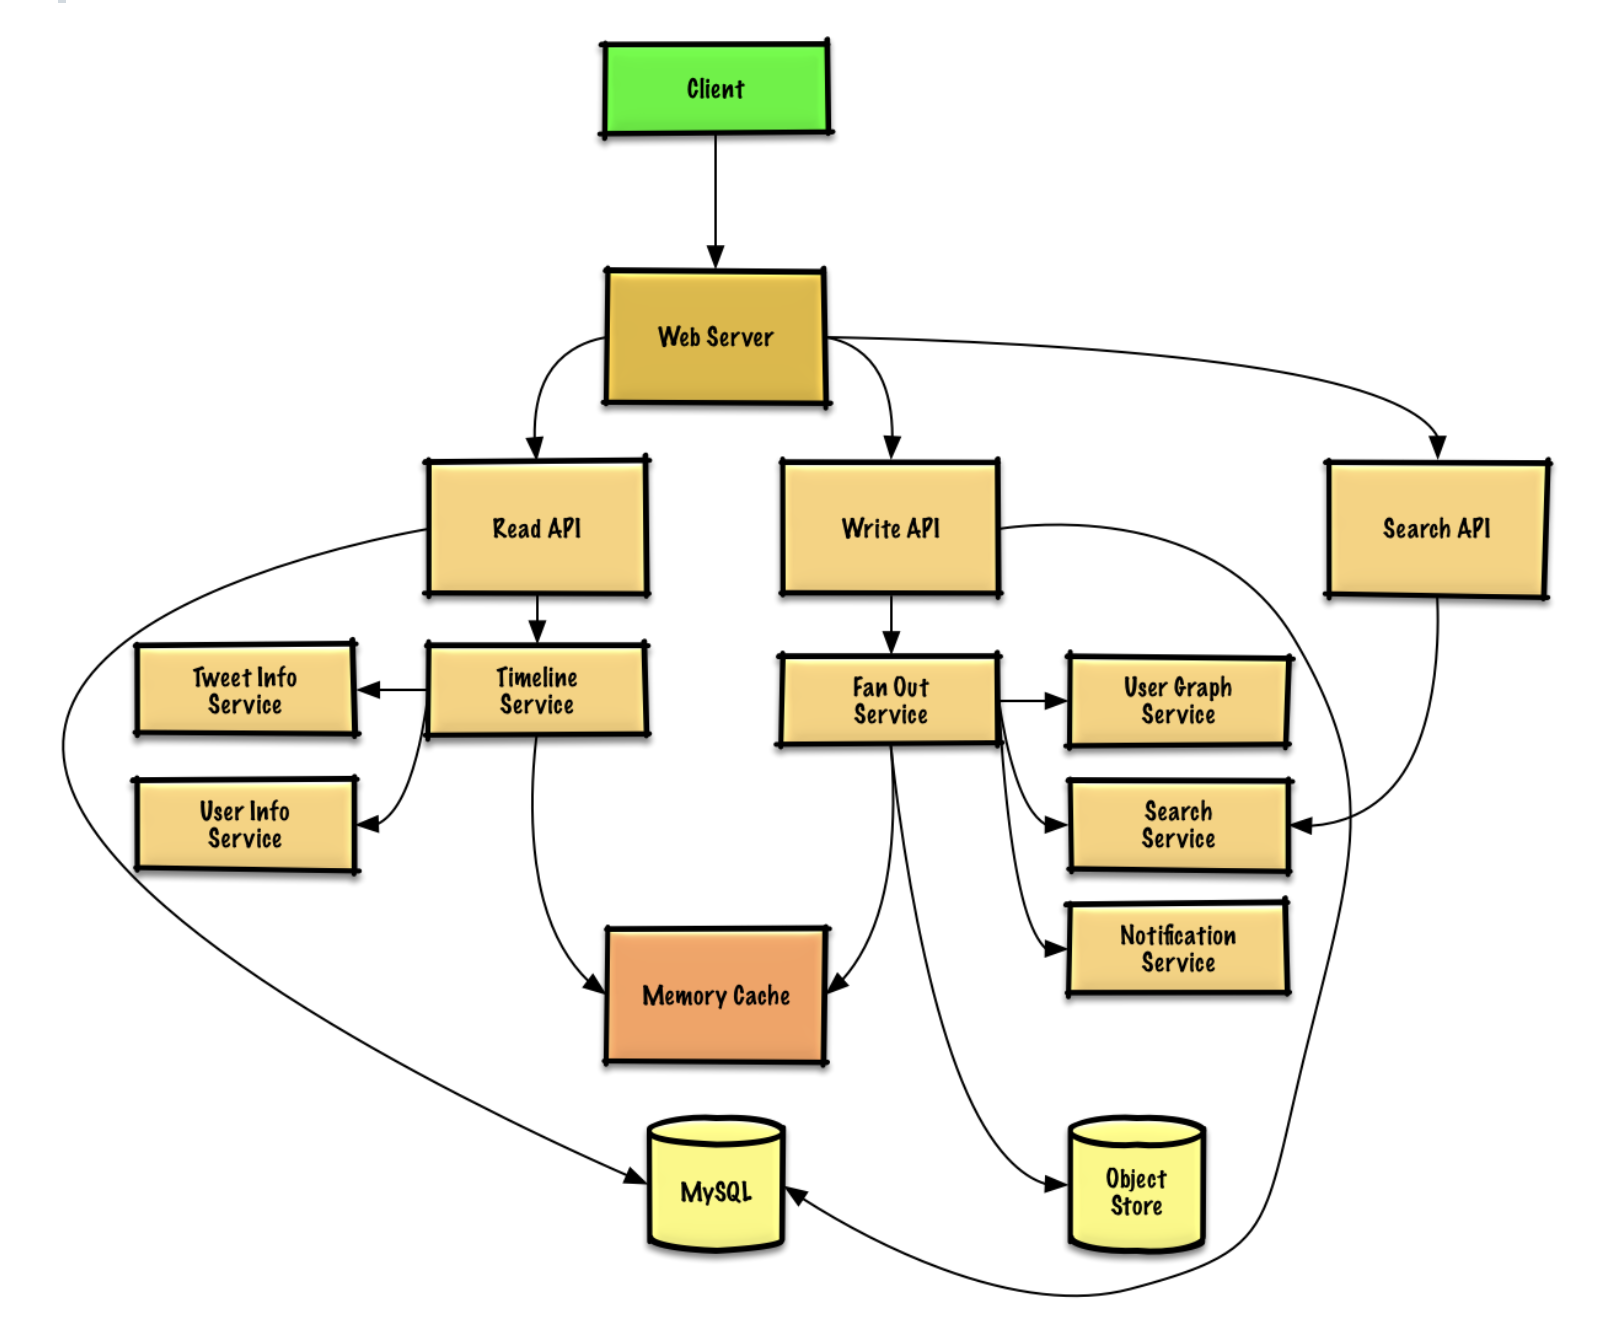 Client
Web Server
Read API
Write API
Search API
Tweet Info
Service
Timeline
Service
Fan Out
Service
User Graph
Service
User Info
Service
Search
Service
Notification
Service
Memory Cache
MySQL
Object
Store